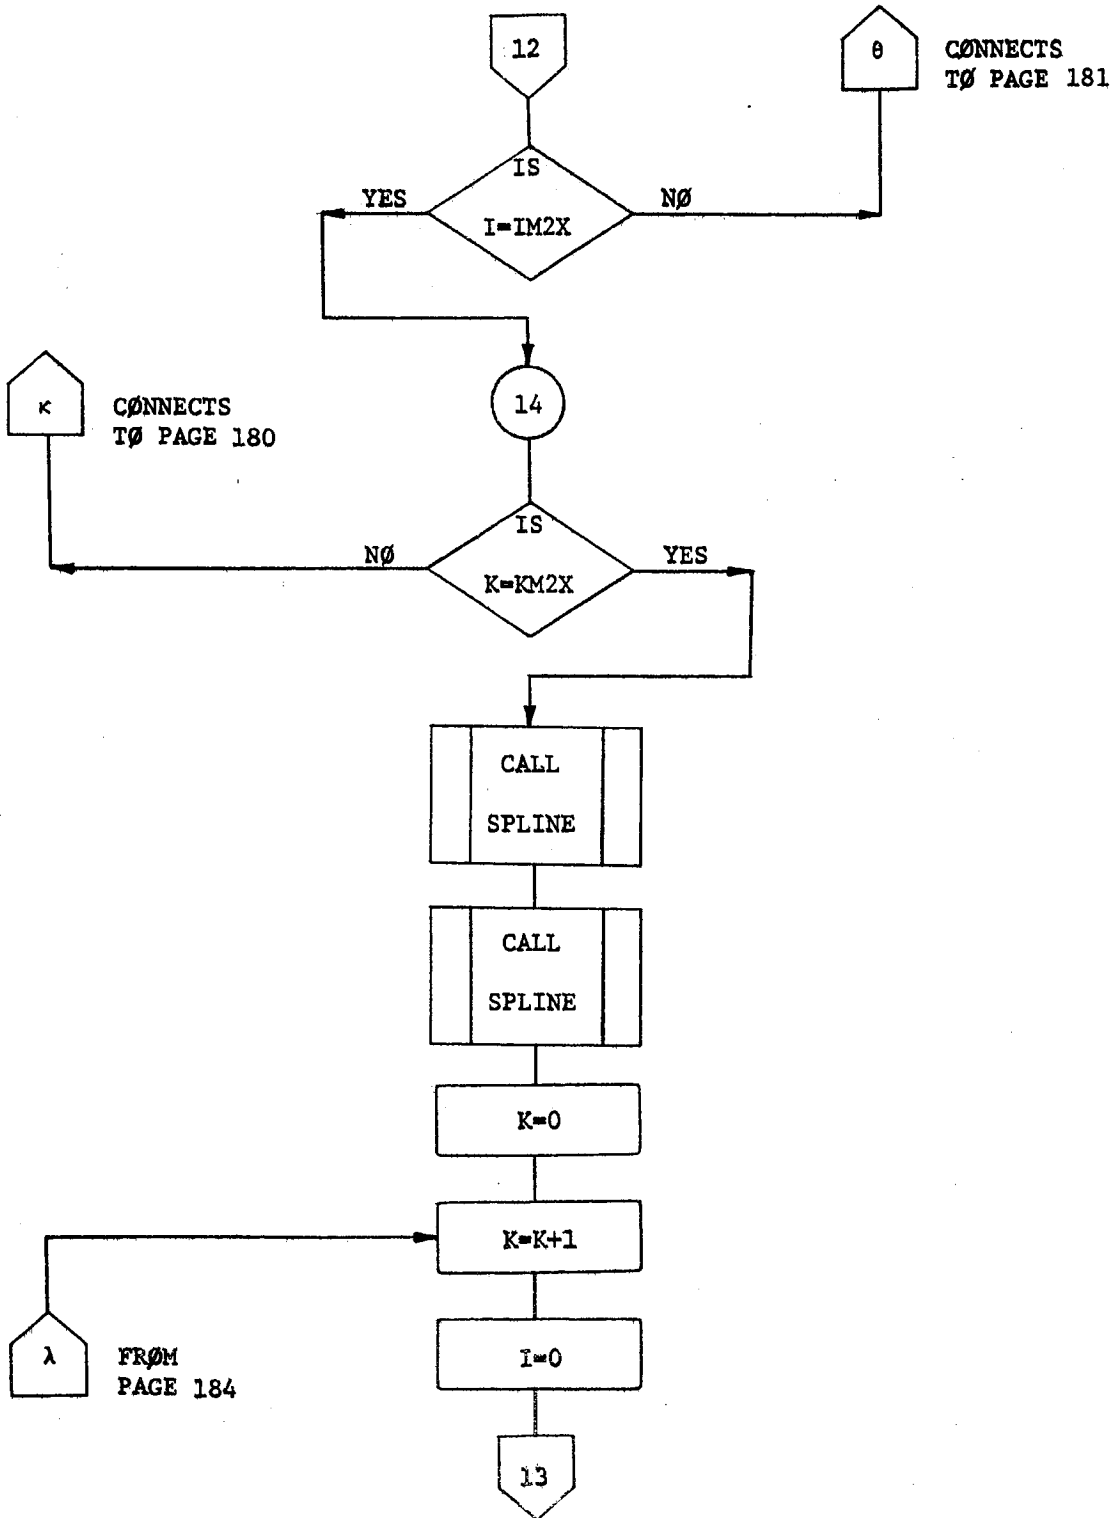 12
θ
CØNNECTS
TØ PAGE 181
IS
YES
NØ
I=IM2X
κ
CØNNECTS
TØ PAGE 180
14
IS
NØ
YES
K=KM2X
CALL
SPLINE
CALL
SPLINE
K=0
K=K+1
λ
FRØM
PAGE 184
I=0
13